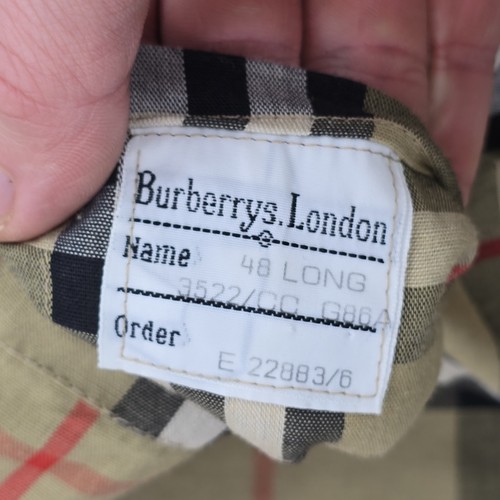 Burberrys.London
Name 48 LONG
3522/CC G86A
Order
E 22883/6